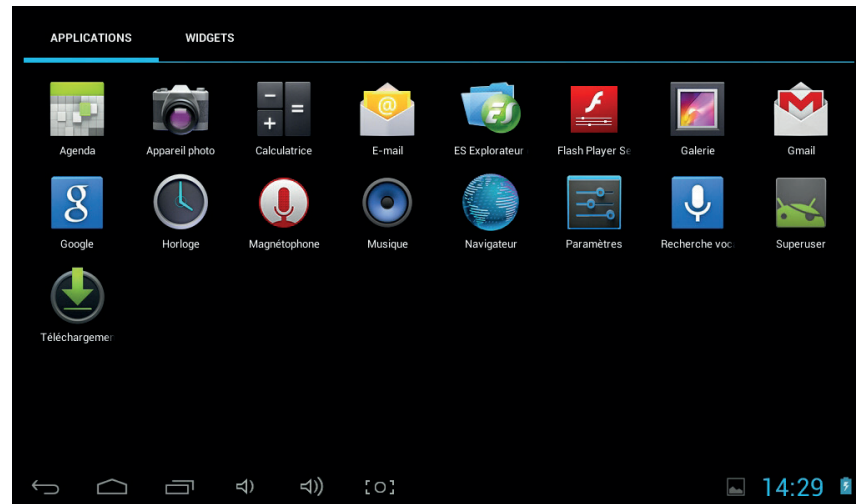 APPLICATIONS WIDGETS
Agenda Appareil photo Calculatrice E-mail ES Explorateur Flash Player Se Galerie Gmail
Google Horloge Magnétophone Musique Navigateur Paramètres Recherche voc Superuser
Téléchargemen
14:29